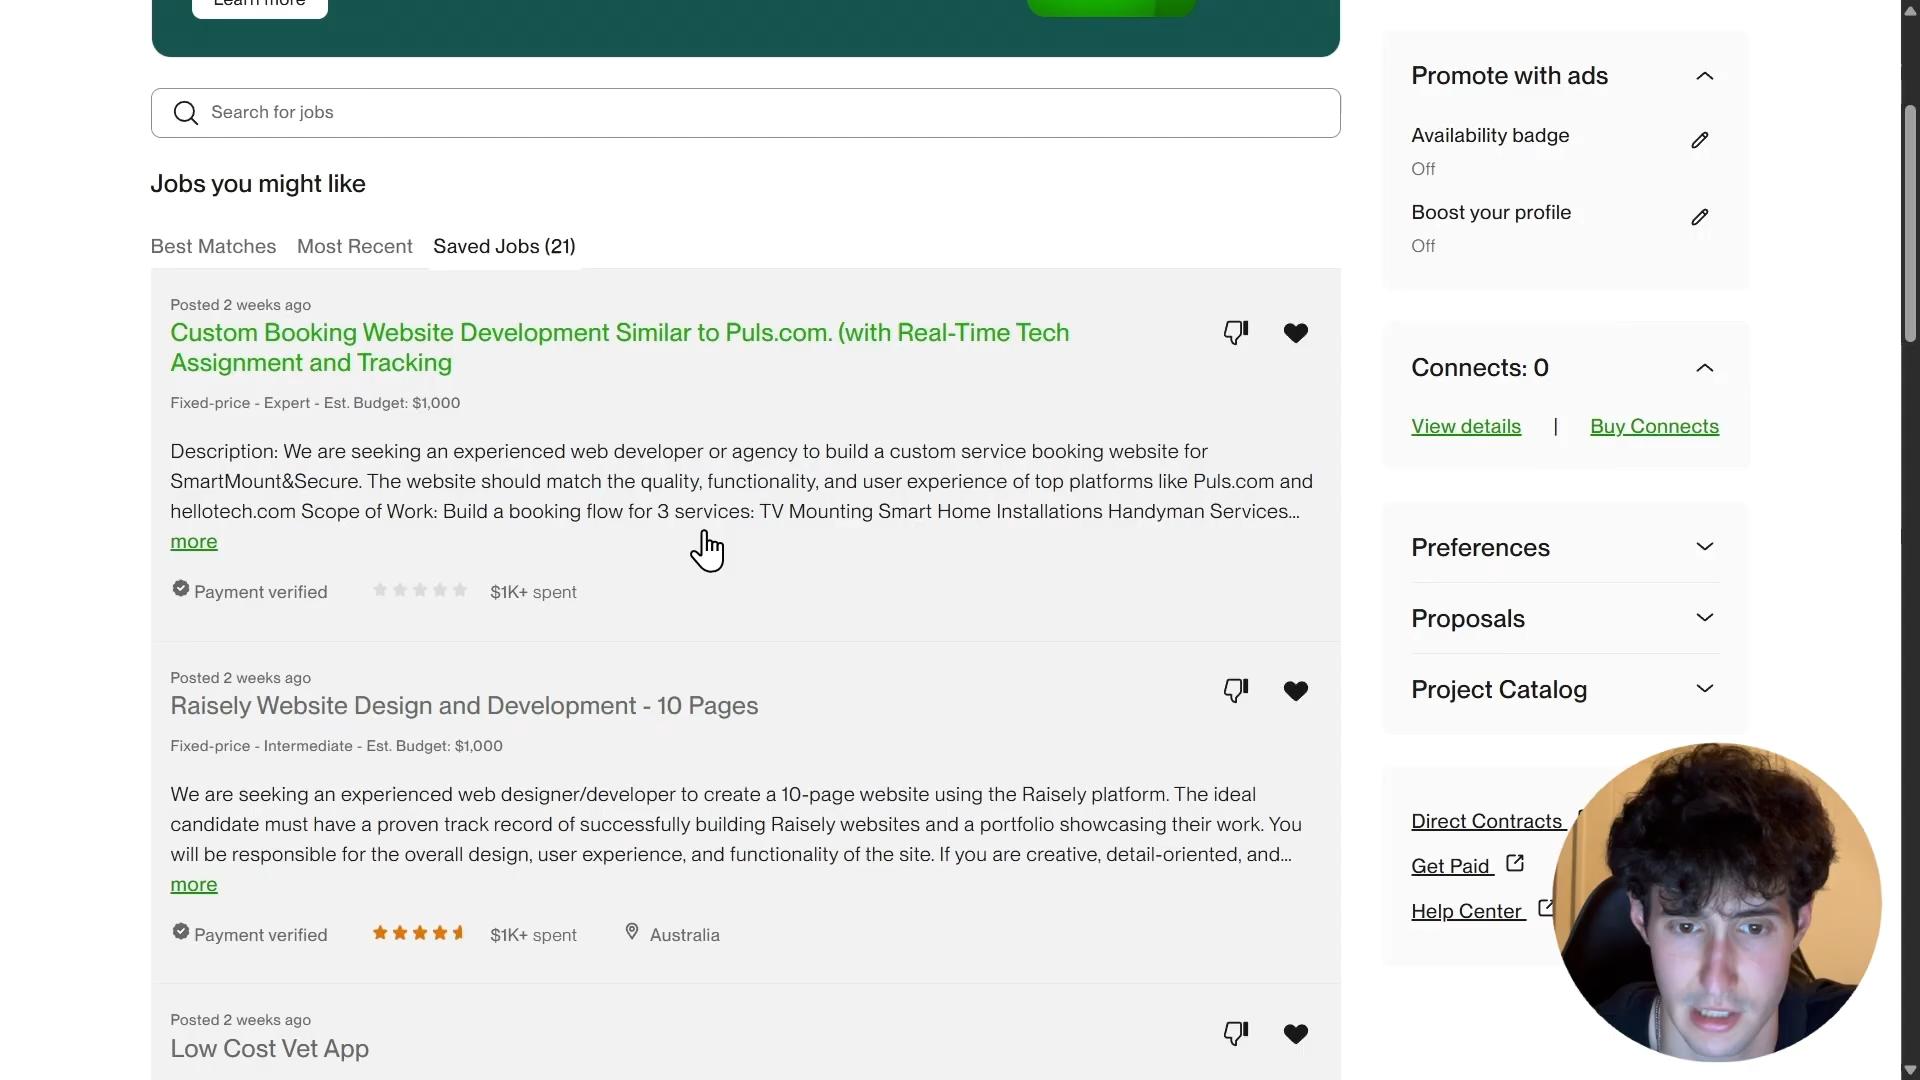 Learn more
Search for jobs
Jobs you might like
Best Matches
Most Recent
Saved Jobs (21)
Posted 2 weeks ago
Custom Booking Website Development Similar to Puls.com. (with Real-Time Tech
Assignment and Tracking
Fixed-price - Expert - Est. Budget: $1,000
Description: We are seeking an experienced web developer or agency to build a custom service booking website for
SmartMount&Secure. The website should match the quality, functionality, and user experience of top platforms like Puls.com and
hellotech.com Scope of Work: Build a booking flow for 3 services: TV Mounting Smart Home Installations Handyman Services...
more
Payment verified
$1K+ spent
Posted 2 weeks ago
Raisely Website Design and Development - 10 Pages
Fixed-price - Intermediate - Est. Budget: $1,000
We are seeking an experienced web designer/developer to create a 10-page website using the Raisely platform. The ideal
candidate must have a proven track record of successfully building Raisely websites and a portfolio showcasing their work. You
will be responsible for the overall design, user experience, and functionality of the site. If you are creative, detail-oriented, and...
more
Payment verified
$1K+ spent
Australia
Posted 2 weeks ago
Low Cost Vet App
Promote with ads
Availability badge
Off
Boost your profile
Off
Connects: 0
View details | Buy Connects
Preferences
Proposals
Project Catalog
Direct Contracts
Get Paid
Help Center